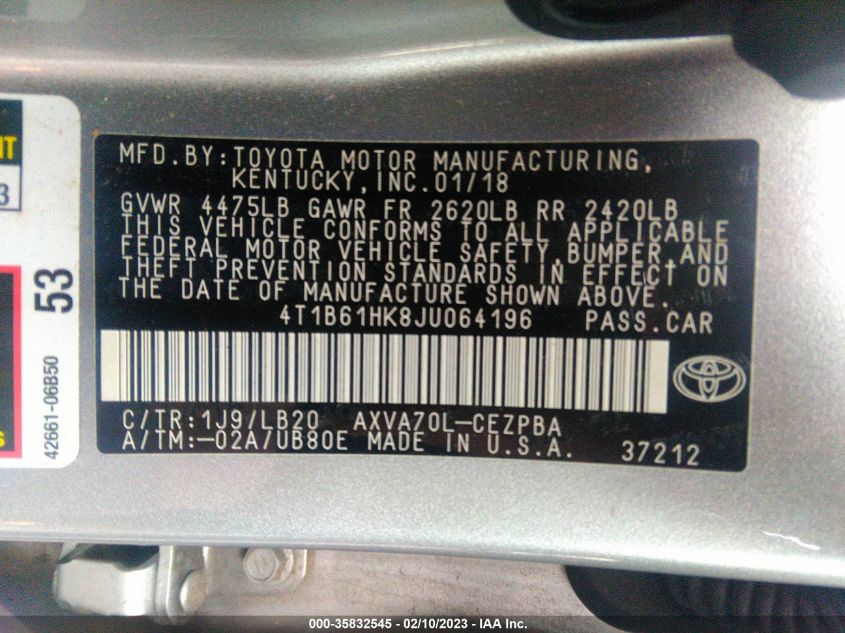 NT
3
53
42661-06B50
s
MFD.BY:TOYOTA MOTOR MANUFACTURING,
KENTUCKY,INC.01/18
GVWR 4475LB GAWR FR 2620LB RR 2420LB
THIS VEHICLE CONFORMS TO ALL APPLICABLE
FEDERAL MOTOR VEHICLE SAFETY,BUMPER,AND
THEFT PREVENTION STANDARDS IN EFFECT ON
THE DATE OF MANUFACTURE SHOWN ABOVE.
4T1B61HK8JU064196 PASS.CAR
C/TR:1J9/LB20 AXVA70L-CEZPBA
A/TM:-02A/UB80E MADE IN U.S.A. 37212
000-35832545 - 02/10/2023 - IAA Inc.